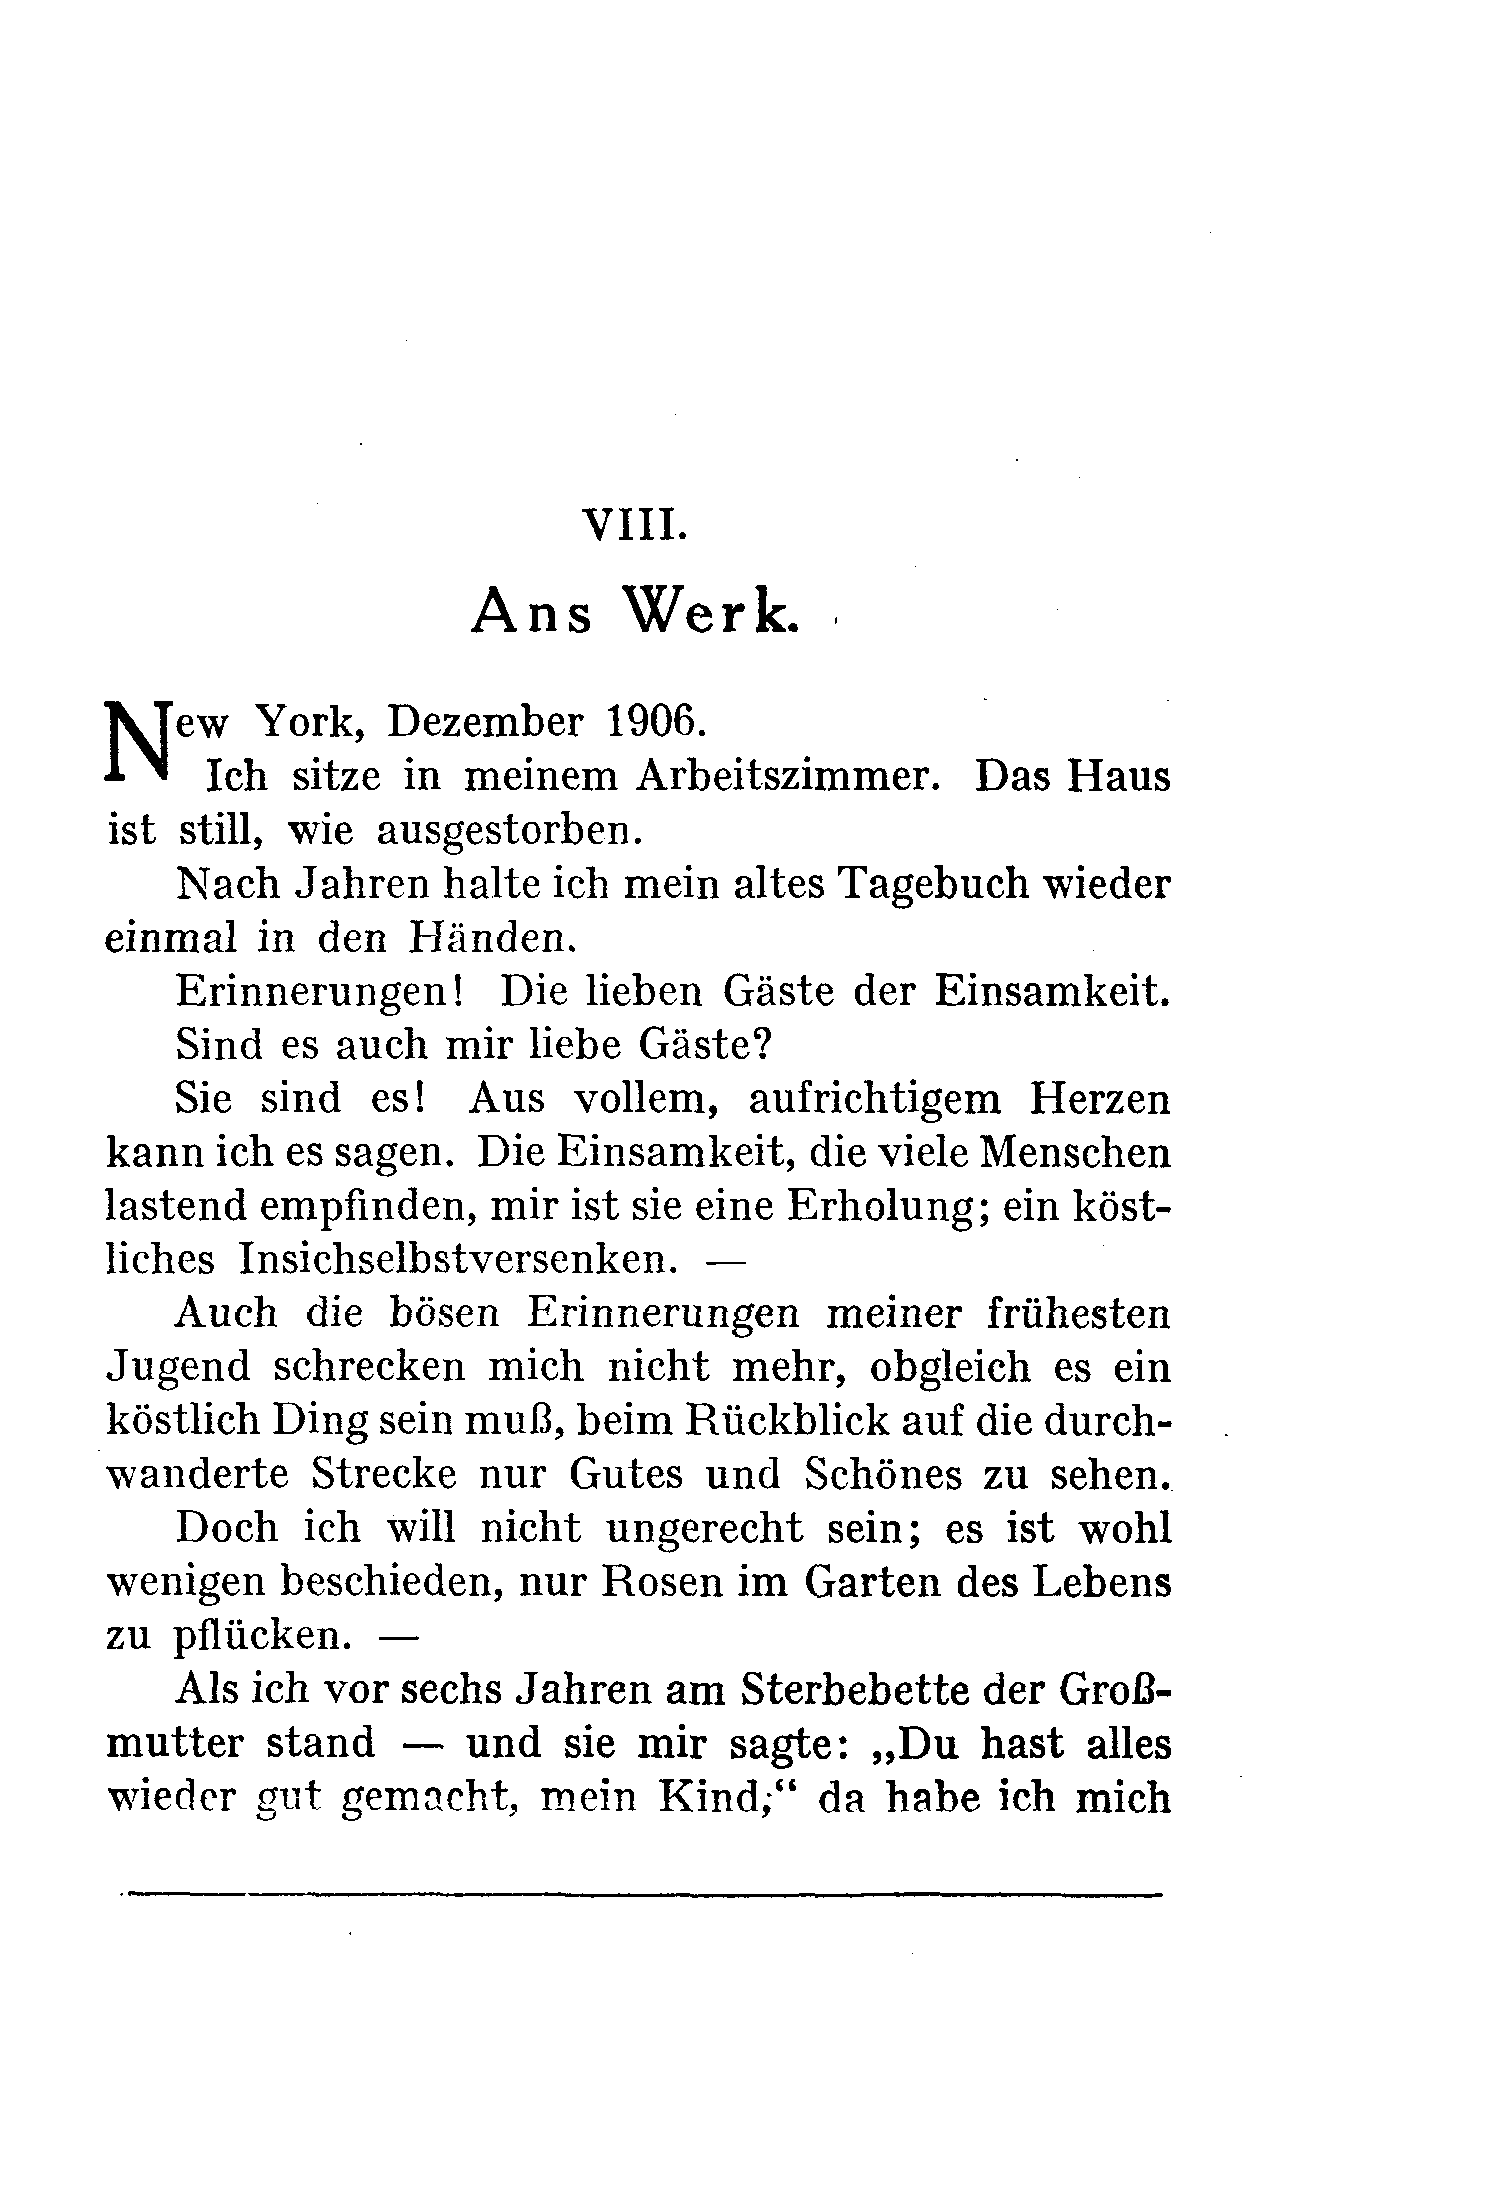 VIII.
Ans Werk.
New York, Dezember 1906.
Ich sitze in meinem Arbeitszimmer. Das Haus
ist still, wie ausgestorben.
Nach Jahren halte ich mein altes Tagebuch wieder
einmal in den Händen.
Erinnerungen! Die lieben Gäste der Einsamkeit.
Sind es auch mir liebe Gäste?
Sie sind es! Aus vollem, aufrichtigem Herzen
kann ich es sagen. Die Einsamkeit, die viele Menschen
lastend empfinden, mir ist sie eine Erholung; ein köst-
liches Insichselbstversenken. —
Auch die bösen Erinnerungen meiner frühesten
Jugend schrecken mich nicht mehr, obgleich es ein
köstlich Ding sein muß, beim Rückblick auf die durch-
wanderte Strecke nur Gutes und Schönes zu sehen.
Doch ich will nicht ungerecht sein; es ist wohl
wenigen beschieden, nur Rosen im Garten des Lebens
zu pflücken. —
Als ich vor sechs Jahren am Sterbebette der Groß-
mutter stand — und sie mir sagte: „Du hast alles
wieder gut gemacht, mein Kind,“ da habe ich mich